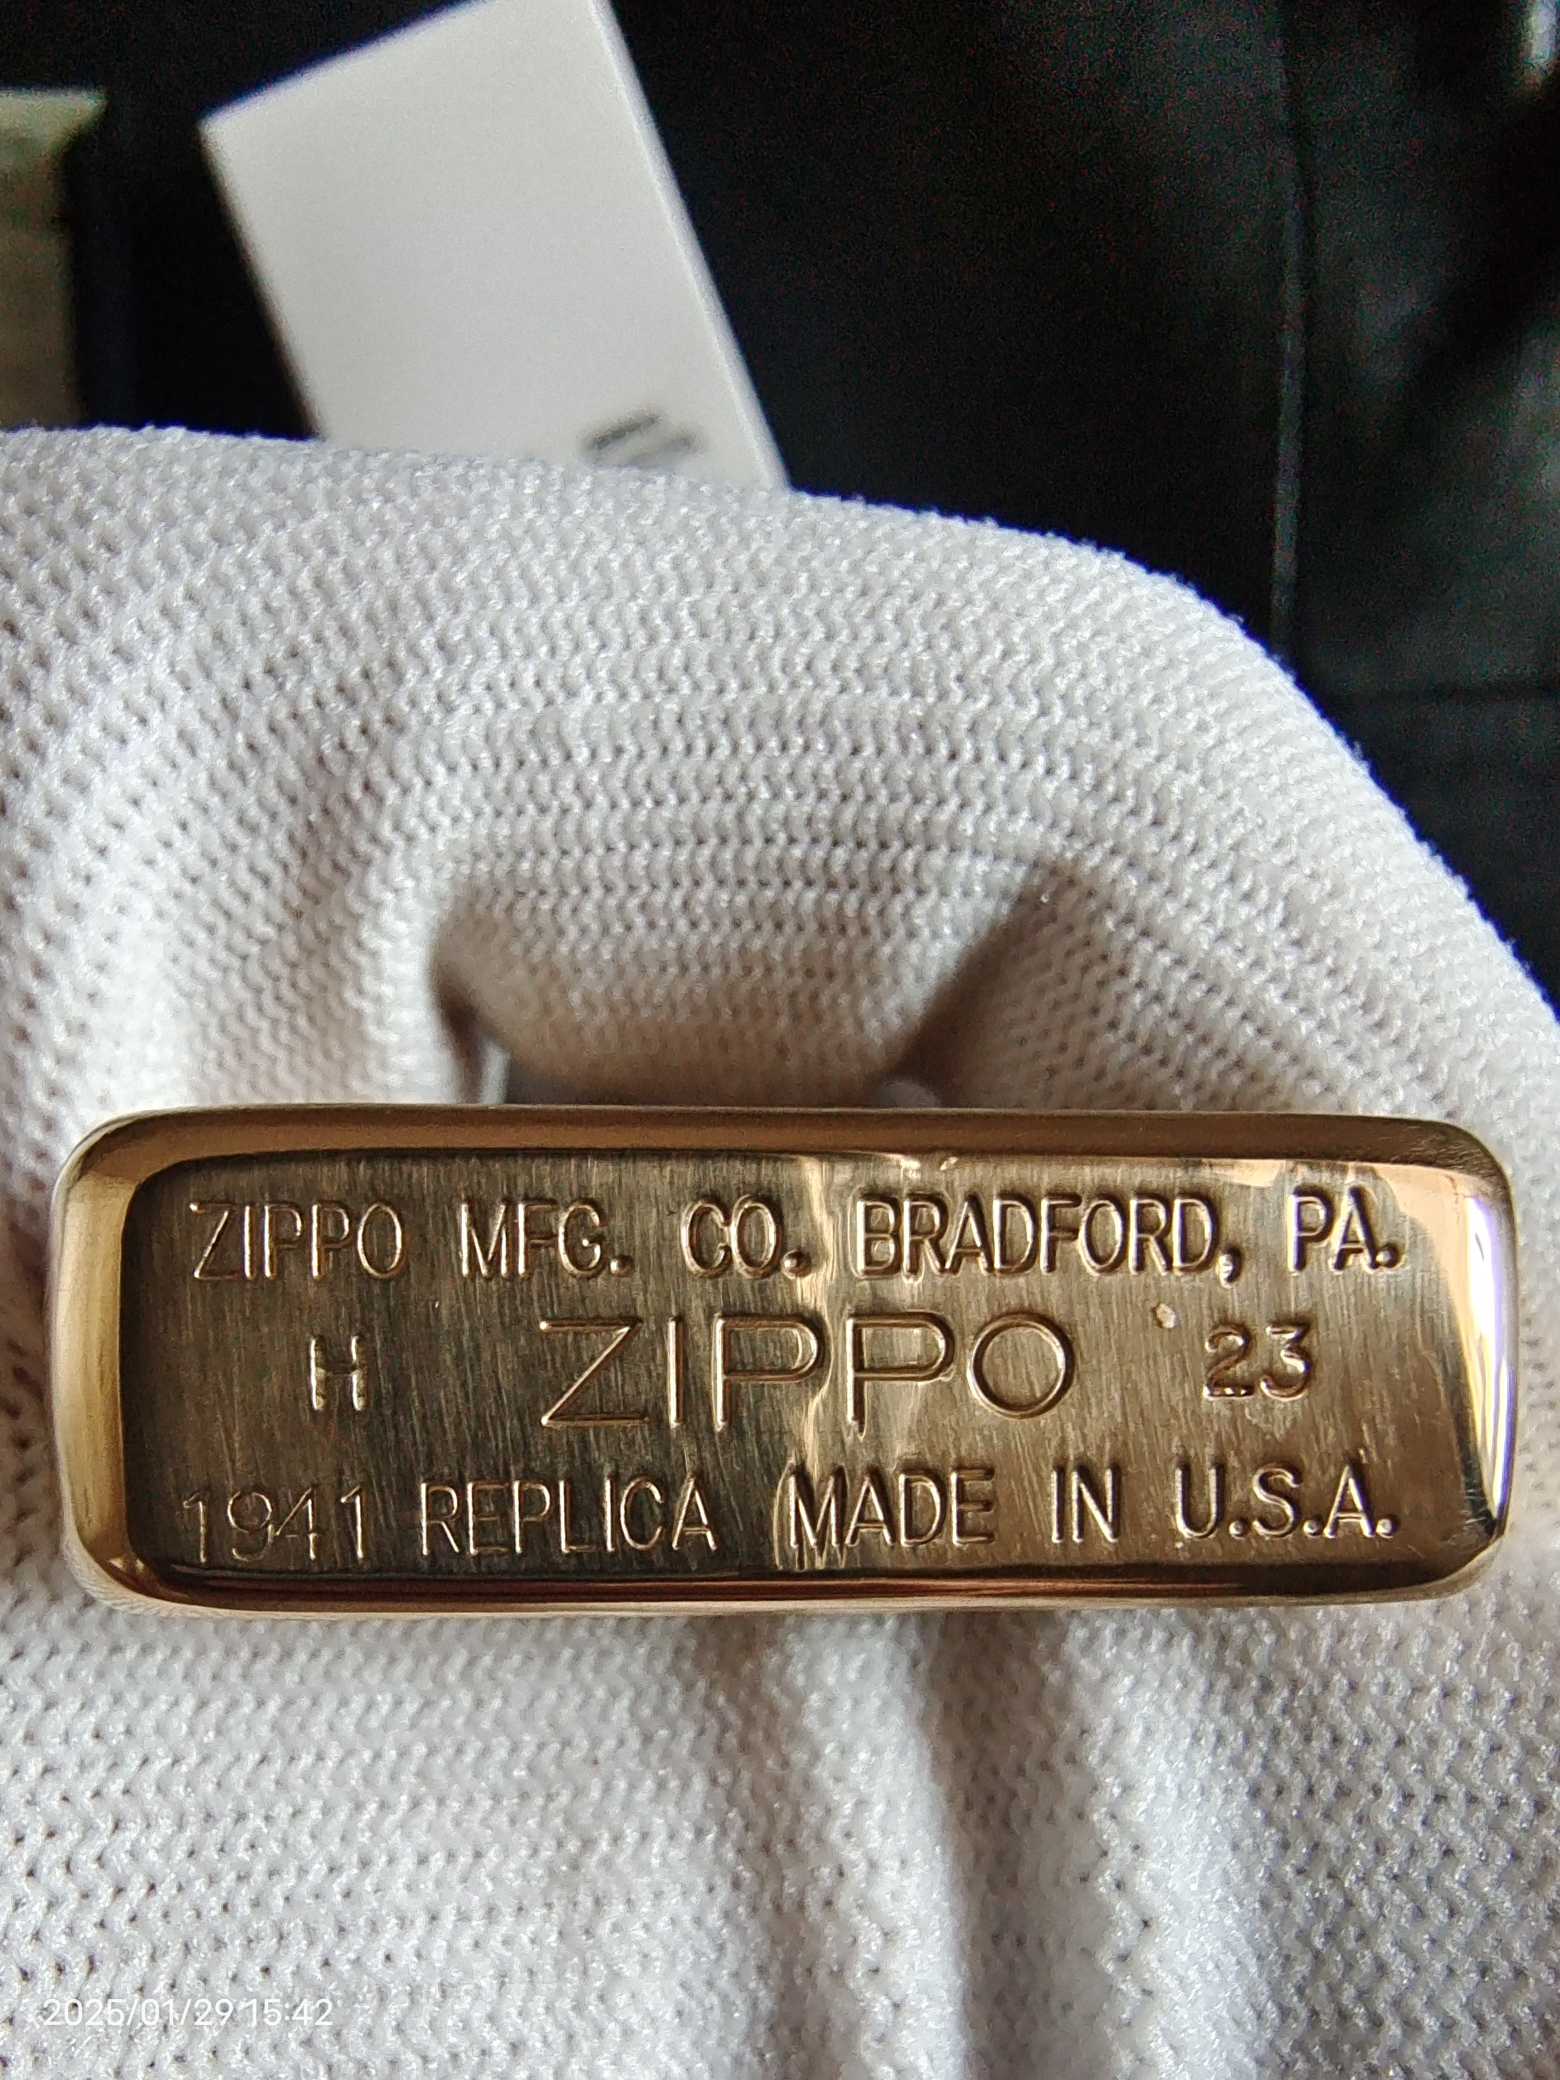 ZIPPO MFG. CO. BRADFORD, PA.
H ZIPPO 23
1941 REPLICA MADE IN U.S.A.
2025/01/29 15:42